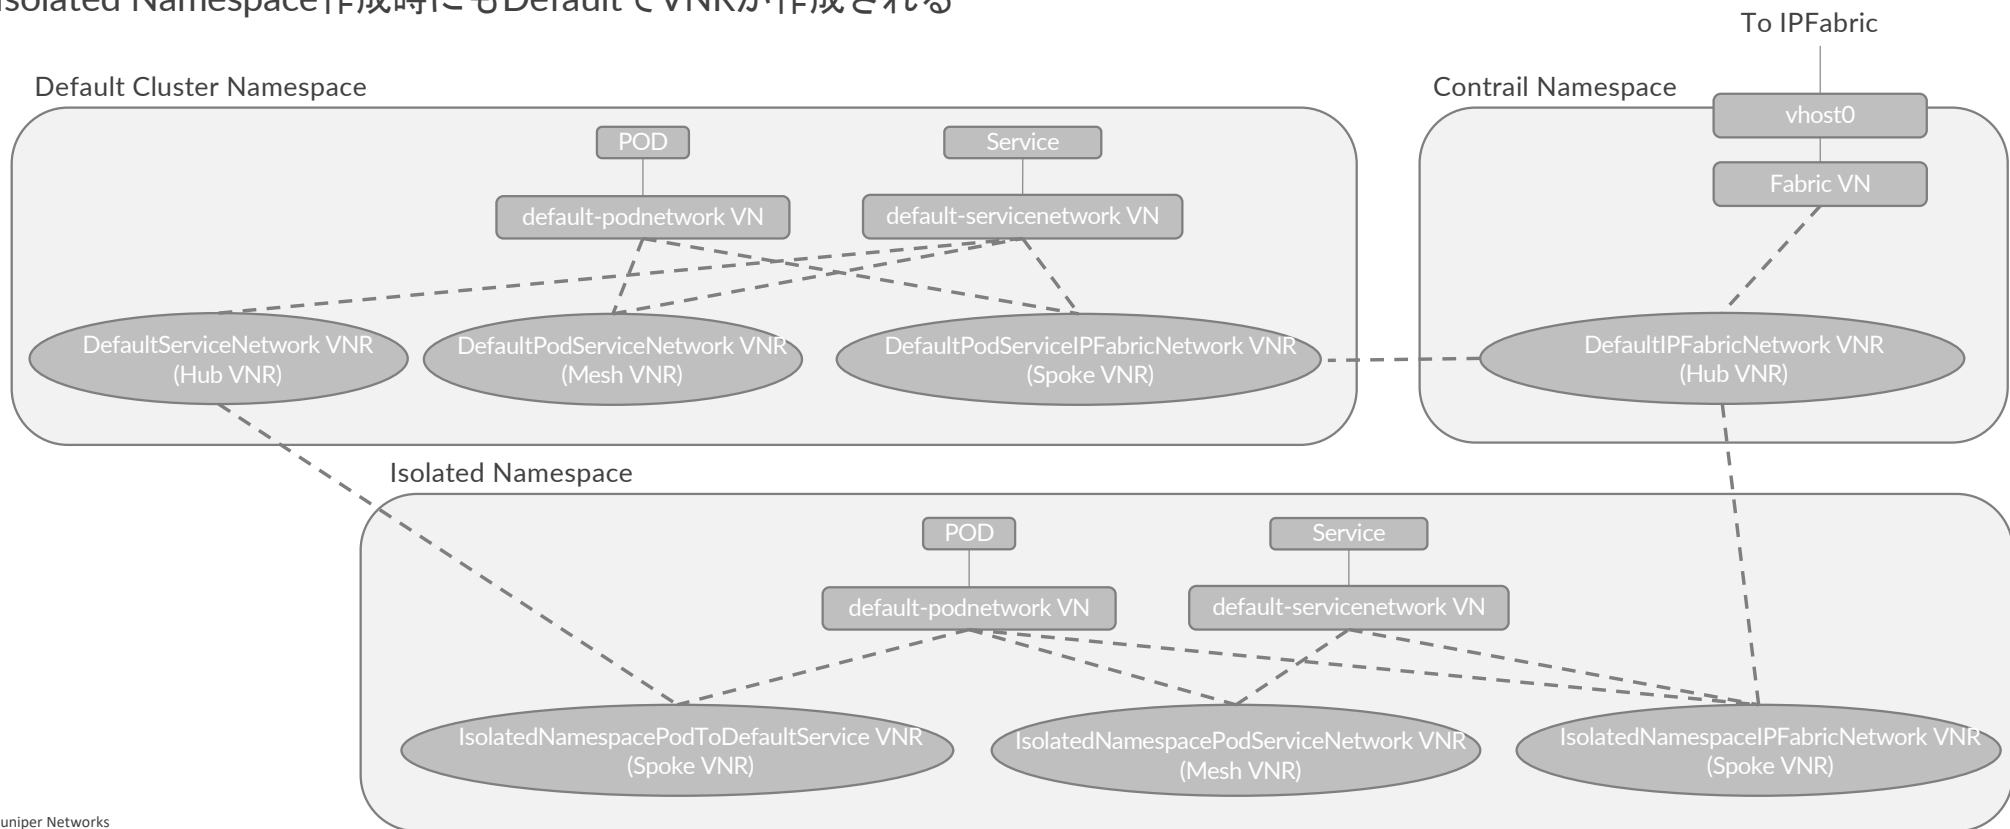 Isolated Namespace作成時にもDefaultでVNRが作成される
To IPFabric
Default Cluster Namespace
Contrail Namespace
vhost0
POD
Service
Fabric VN
default-podnetwork VN
default-servicenetwork VN
DefaultServiceNetwork VNR
(Hub VNR)
DefaultPodServiceNetwork VNR
(Mesh VNR)
DefaultPodServiceIPFabricNetwork VNR
(Spoke VNR)
DefaultIPFabricNetwork VNR
(Hub VNR)
Isolated Namespace
POD
Service
default-podnetwork VN
default-servicenetwork VN
IsolatedNamespacePodToDefaultService VNR
(Spoke VNR)
IsolatedNamespacePodServiceNetwork VNR
(Mesh VNR)
IsolatedNamespaceIPFabricNetwork VNR
(Spoke VNR)
uniper Networks